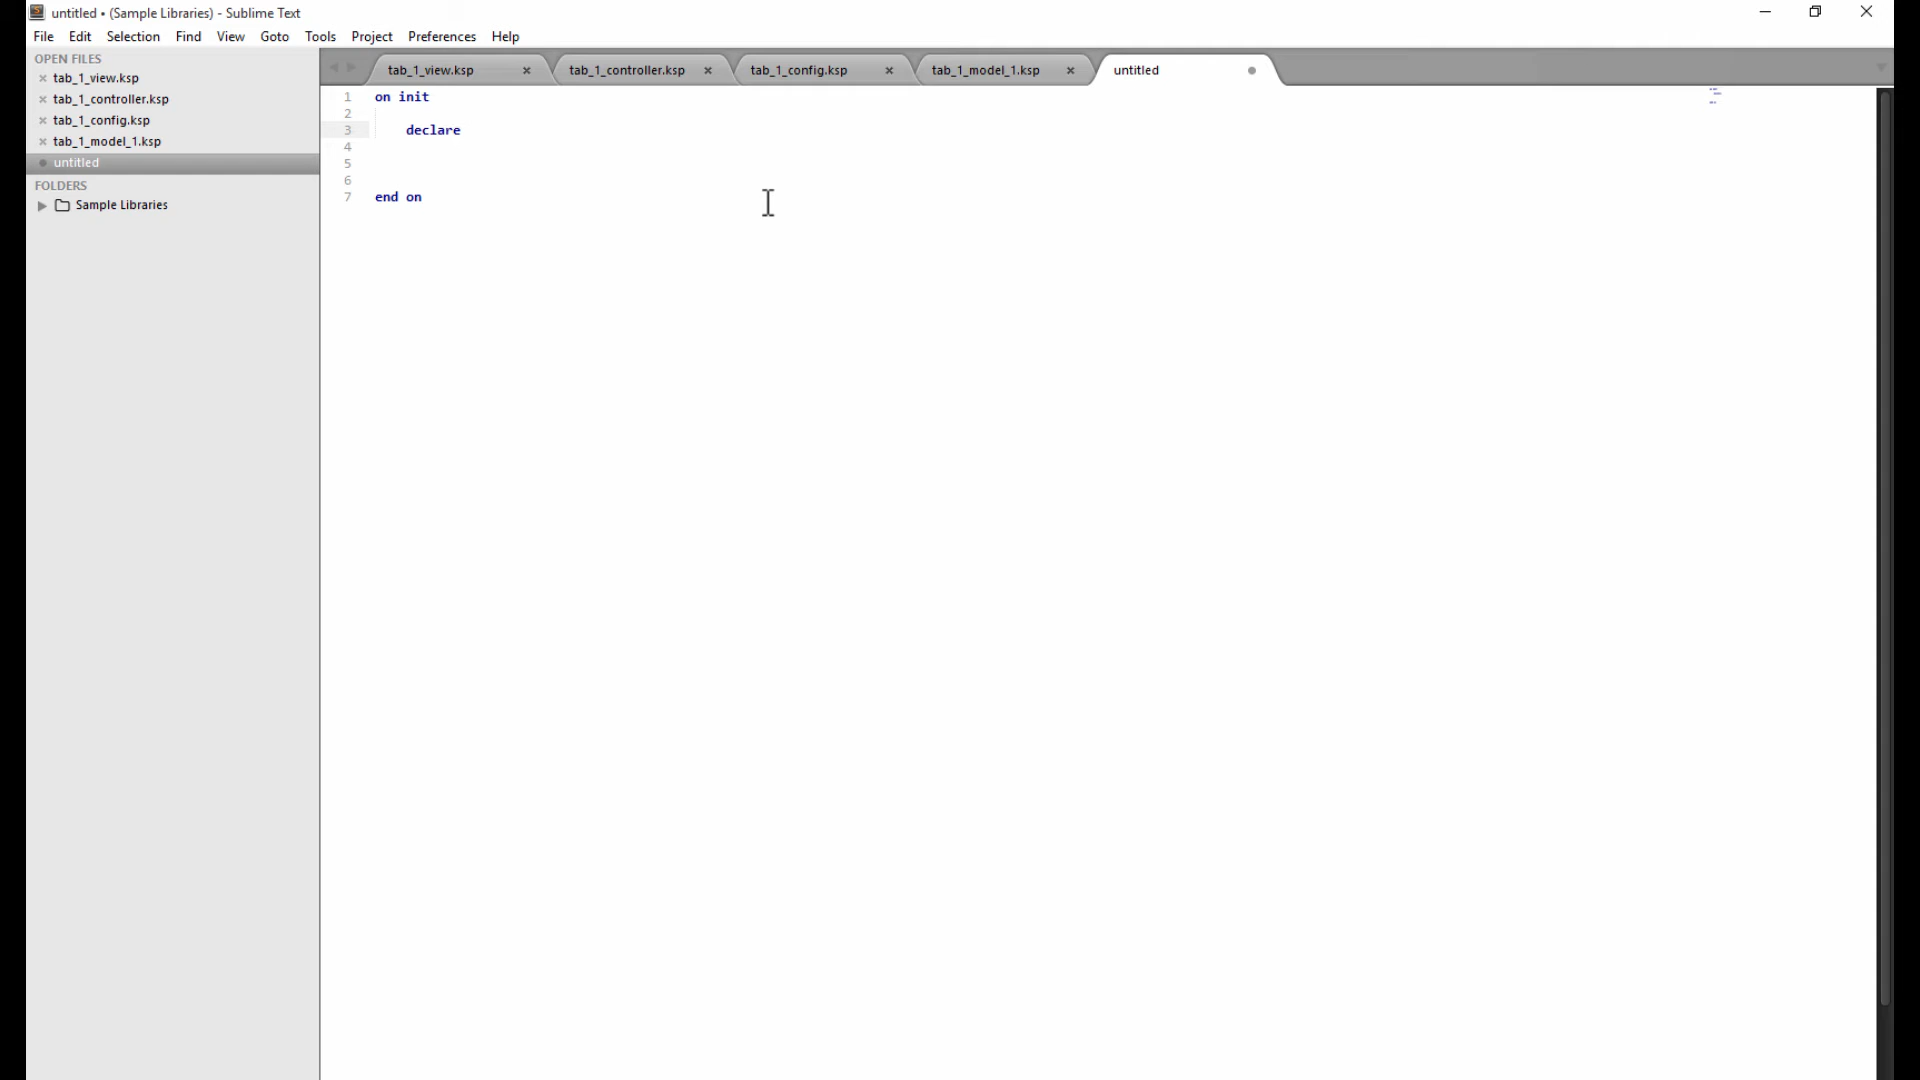 untitled • (Sample Libraries) - Sublime Text
File Edit Selection Find View Goto Tools Project Preferences Help
OPEN FILES
tab_1_view.ksp
tab_1_controller.ksp
tab_1_config.ksp
tab_1_model_1.ksp
untitled
FOLDERS
Sample Libraries
tab_1_view.ksp tab_1_controller.ksp tab_1_config.ksp tab_1_model_1.ksp untitled
1 on init
2
3 declare
4
5
6
7 end on